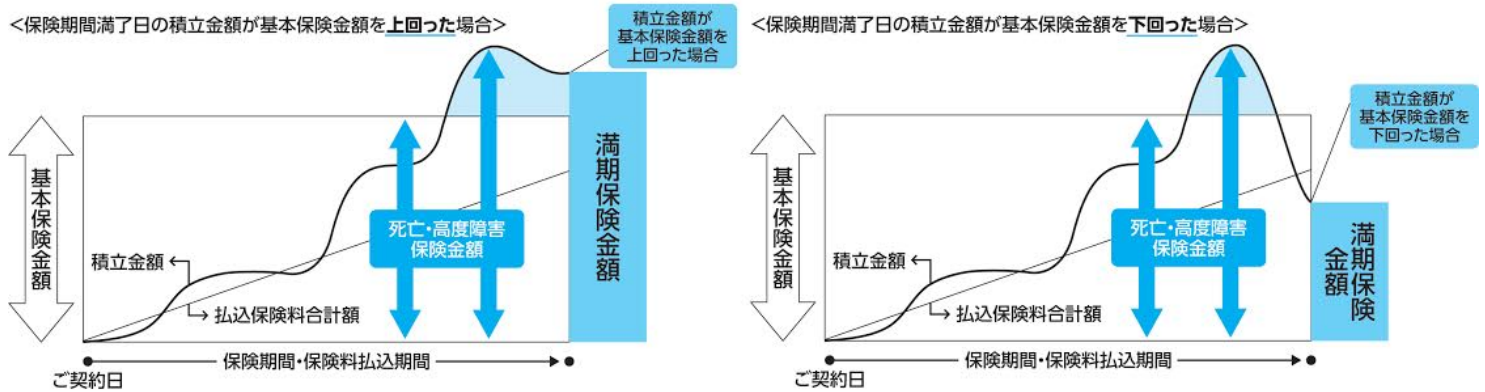 <保険期間満了日の積立金額が基本保険金額を上回った場合>
積立金額が
基本保険金額を
上回った場合
基本保険金額
満期保険金額
死亡・高度障害
保険金額
積立金額
払込保険料合計額
保険期間・保険料払込期間
ご契約日
<保険期間満了日の積立金額が基本保険金額を下回った場合>
積立金額が
基本保険金額を
下回った場合
基本保険金額
死亡・高度障害
保険金額
満期保険
金額
積立金額
払込保険料合計額
保険期間・保険料払込期間
ご契約日